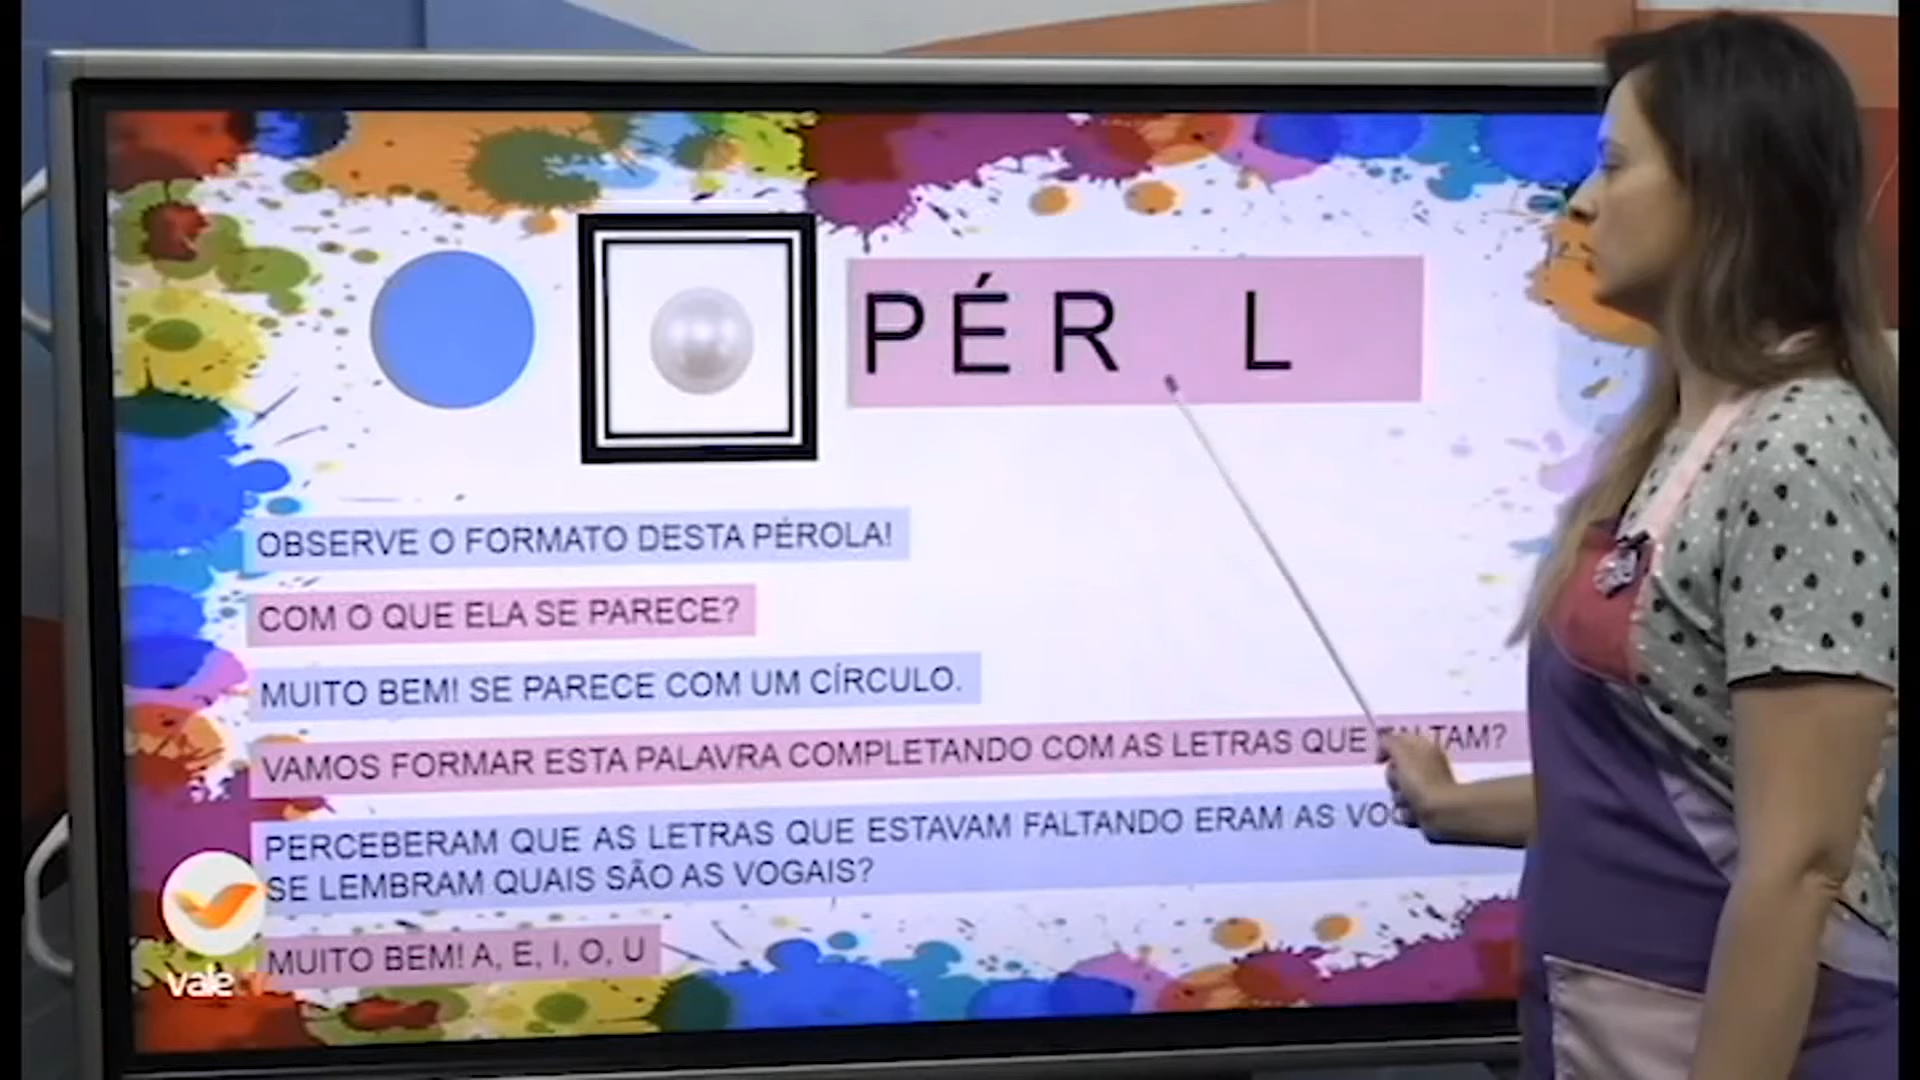 PÉR L
OBSERVE O FORMATO DESTA PÉROLA!
COM O QUE ELA SE PARECE?
MUITO BEM! SE PARECE COM UM CÍRCULO.
VAMOS FORMAR ESTA PALAVRA COMPLETANDO COM AS LETRAS QUE FALTAM?
PERCEBERAM QUE AS LETRAS QUE ESTAVAM FALTANDO ERAM AS
SE LEMBRAM QUAIS SÃO AS VOGAIS?
MUITO BEM! A, E, I, O, U
vale